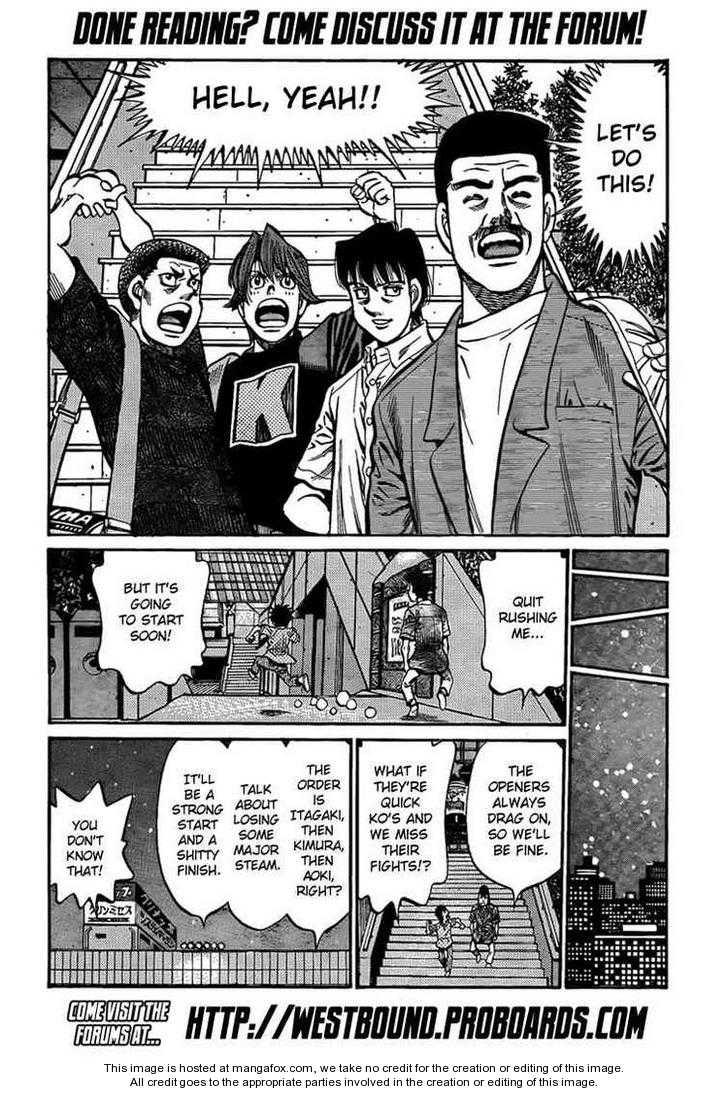 DONE READING? COME DISCUSS IT AT THE FORUM!
LET'S
DO
THIS!
HELL, YEAH!!
K
QUIT
RUSHING
ME...
BUT IT'S
GOING
TO START
SOON!
THE
OPENERS
ALWAYS
DRAG ON,
SO WE'LL
BE FINE.
WHAT IF
THEY'RE
QUICK
KO'S AND
WE MISS
THEIR
FIGHTS!?
THE
ORDER
IS
ITAGAKI,
THEN
KIMURA,
THEN
AOKI,
RIGHT?
TALK
ABOUT
LOSING
SOME
MAJOR
STEAM.
IT'LL
BE A
STRONG
START
AND A
SHITTY
FINISH.
YOU
DON'T
KNOW
THAT!
COME VISIT THE
FORUMS AT...
HTTP://WESTBOUND.PROBOARDS.COM
This image is hosted at mangafox.com, we take no credit for the creation or editing of this image.
All credit goes to the appropriate parties involved in the creation or editing of this image.